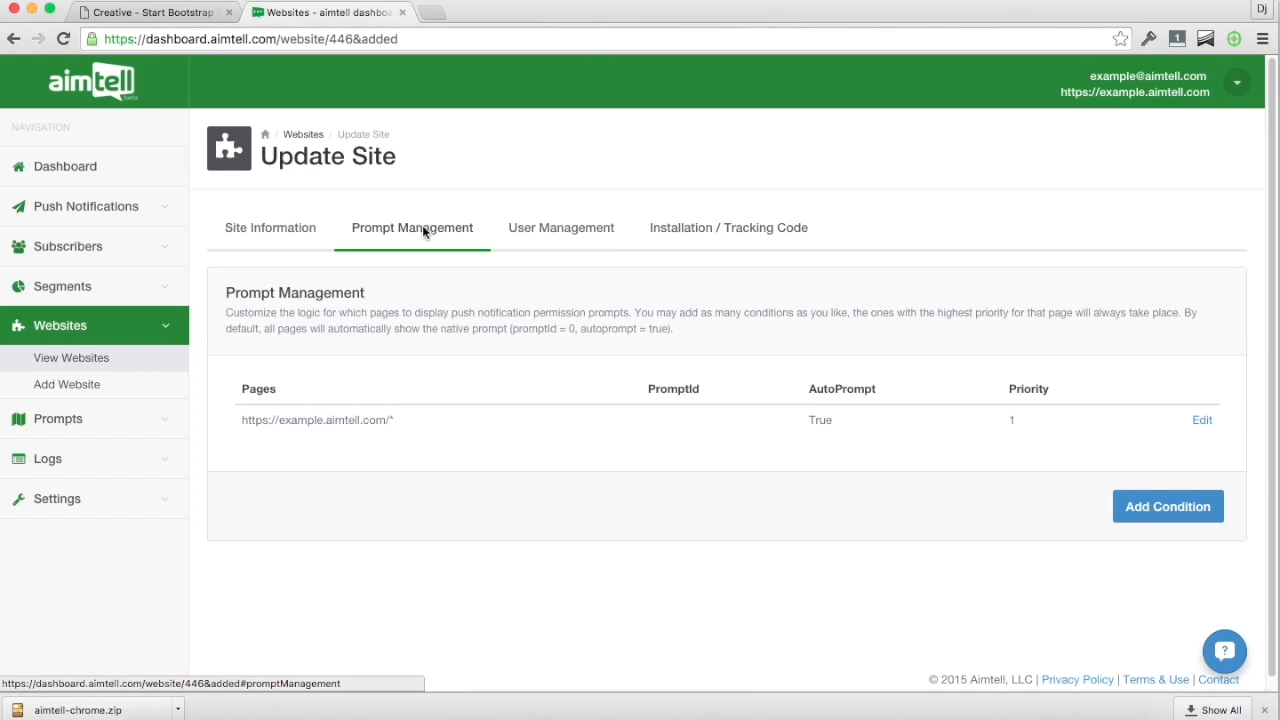 Creative - Start Bootstrap
Websites - aimtell dashboa
Dj
https://dashboard.aimtell.com/website/446&added
1
aimtell
beta
example@aimtell.com
https://example.aimtell.com
NAVIGATION
Dashboard
Push Notifications
Subscribers
Segments
Websites
View Websites
Add Website
Prompts
Logs
Settings
/ Websites / Update Site
Update Site
Site Information
Prompt Management
User Management
Installation / Tracking Code
Prompt Management
Customize the logic for which pages to display push notification permission prompts. You may add as many conditions as you like, the ones with the highest priority for that page will always take place. By
default, all pages will automatically show the native prompt (promptId = 0, autoprompt = true).
Pages PromptId AutoPrompt Priority
https://example.aimtell.com/* True 1 Edit
Add Condition
?
© 2015 Aimtell, LLC | Privacy Policy | Terms & Use | Contact
https://dashboard.aimtell.com/website/446&added#promptManagement
aimtell-chrome.zip
Show All